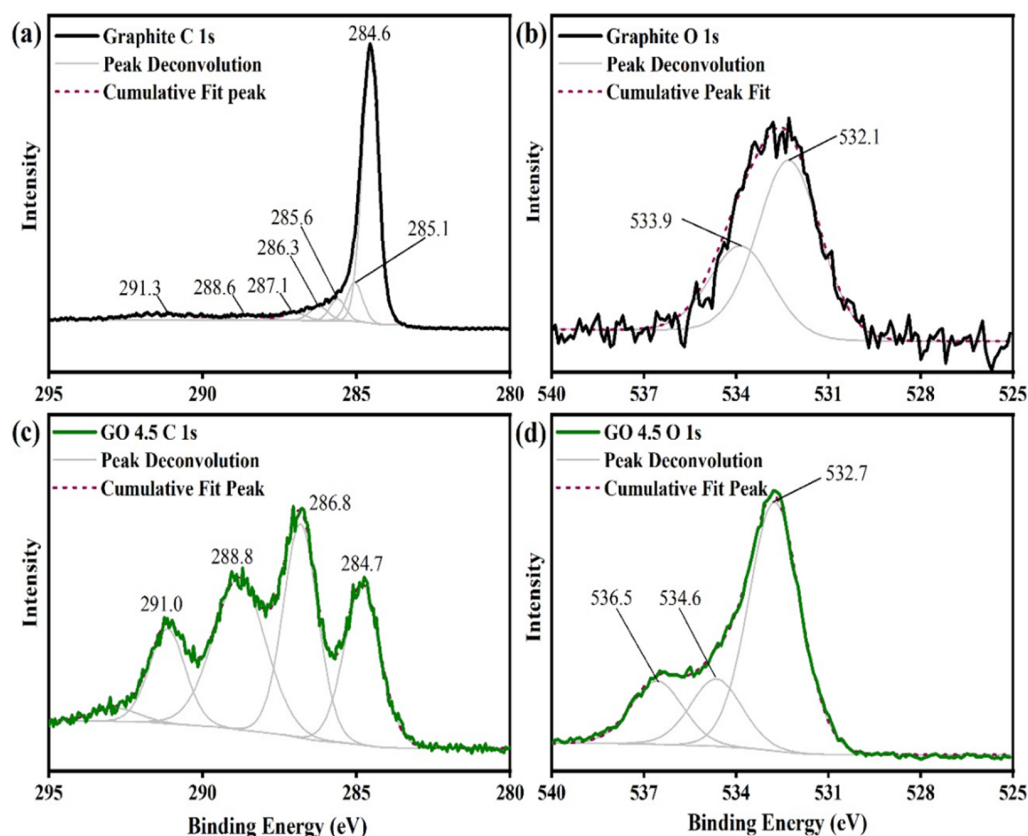 (a)
Graphite C 1s
Peak Deconvolution
Cumulative Fit peak
284.6
285.6
285.1
286.3
291.3
288.6
287.1
Intensity
295
290
285
280
(b)
Graphite O 1s
Peak Deconvolution
Cumulative Peak Fit
532.1
533.9
Intensity
540
537
534
531
528
525
(c)
GO 4.5 C 1s
Peak Deconvolution
Cumulative Fit Peak
286.8
288.8
284.7
291.0
Intensity
295
290
285
280
Binding Energy (eV)
(d)
GO 4.5 O 1s
Peak Deconvolution
Cumulative Fit Peak
532.7
536.5
534.6
Intensity
540
537
534
531
528
525
Binding Energy (eV)